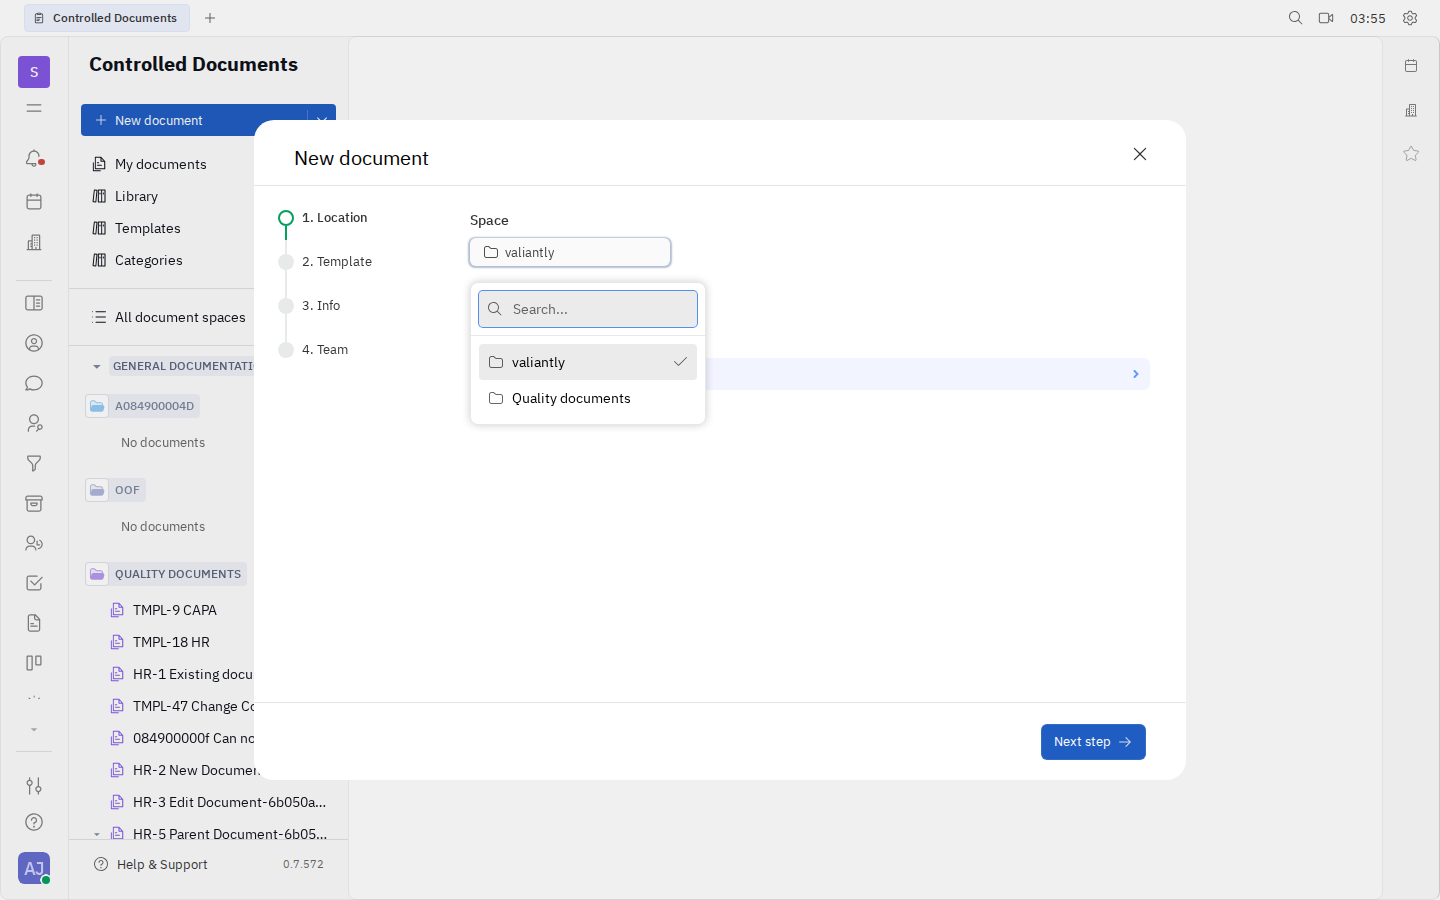 Controlled Documents
03:55
S
Controlled Documents
New document
My documents
Library
Templates
Categories
All document spaces
GENERAL DOCUMENTATI
A084900004D
No documents
OOF
No documents
QUALITY DOCUMENTS
TMPL-9 CAPA
TMPL-18 HR
HR-1 Existing docu
TMPL-47 Change Co
084900000f Can no
HR-2 New Documen
HR-3 Edit Document-6b050a...
HR-5 Parent Document-6b05...
Help & Support
0.7.572
AJ
New document
1. Location
2. Template
3. Info
4. Team
Space
valiantly
Search...
valiantly
Quality documents
Next step